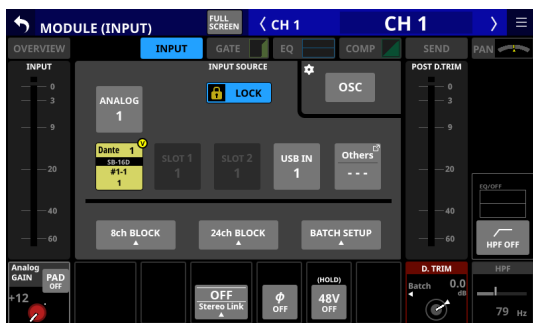 MODULE (INPUT)
FULL
SCREEN
CH 1
CH 1
OVERVIEW
INPUT
GATE
EQ
COMP
SEND
PAN
INPUT
INPUT SOURCE
POST D.TRIM
0
3
9
20
40
60
LOCK
OSC
ANALOG
1
Dante 1
V
SB-16D
#1-1
1
SLOT 1
1
SLOT 2
1
USB IN
1
Others
---
0
3
9
20
40
60
8ch BLOCK
24ch BLOCK
BATCH SETUP
EQ/OFF
HPF OFF
Analog
GAIN
PAD
OFF
+12
OFF
Stereo Link
φ
OFF
(HOLD)
48V
OFF
D. TRIM
Batch
0.0
dB
HPF
79 Hz